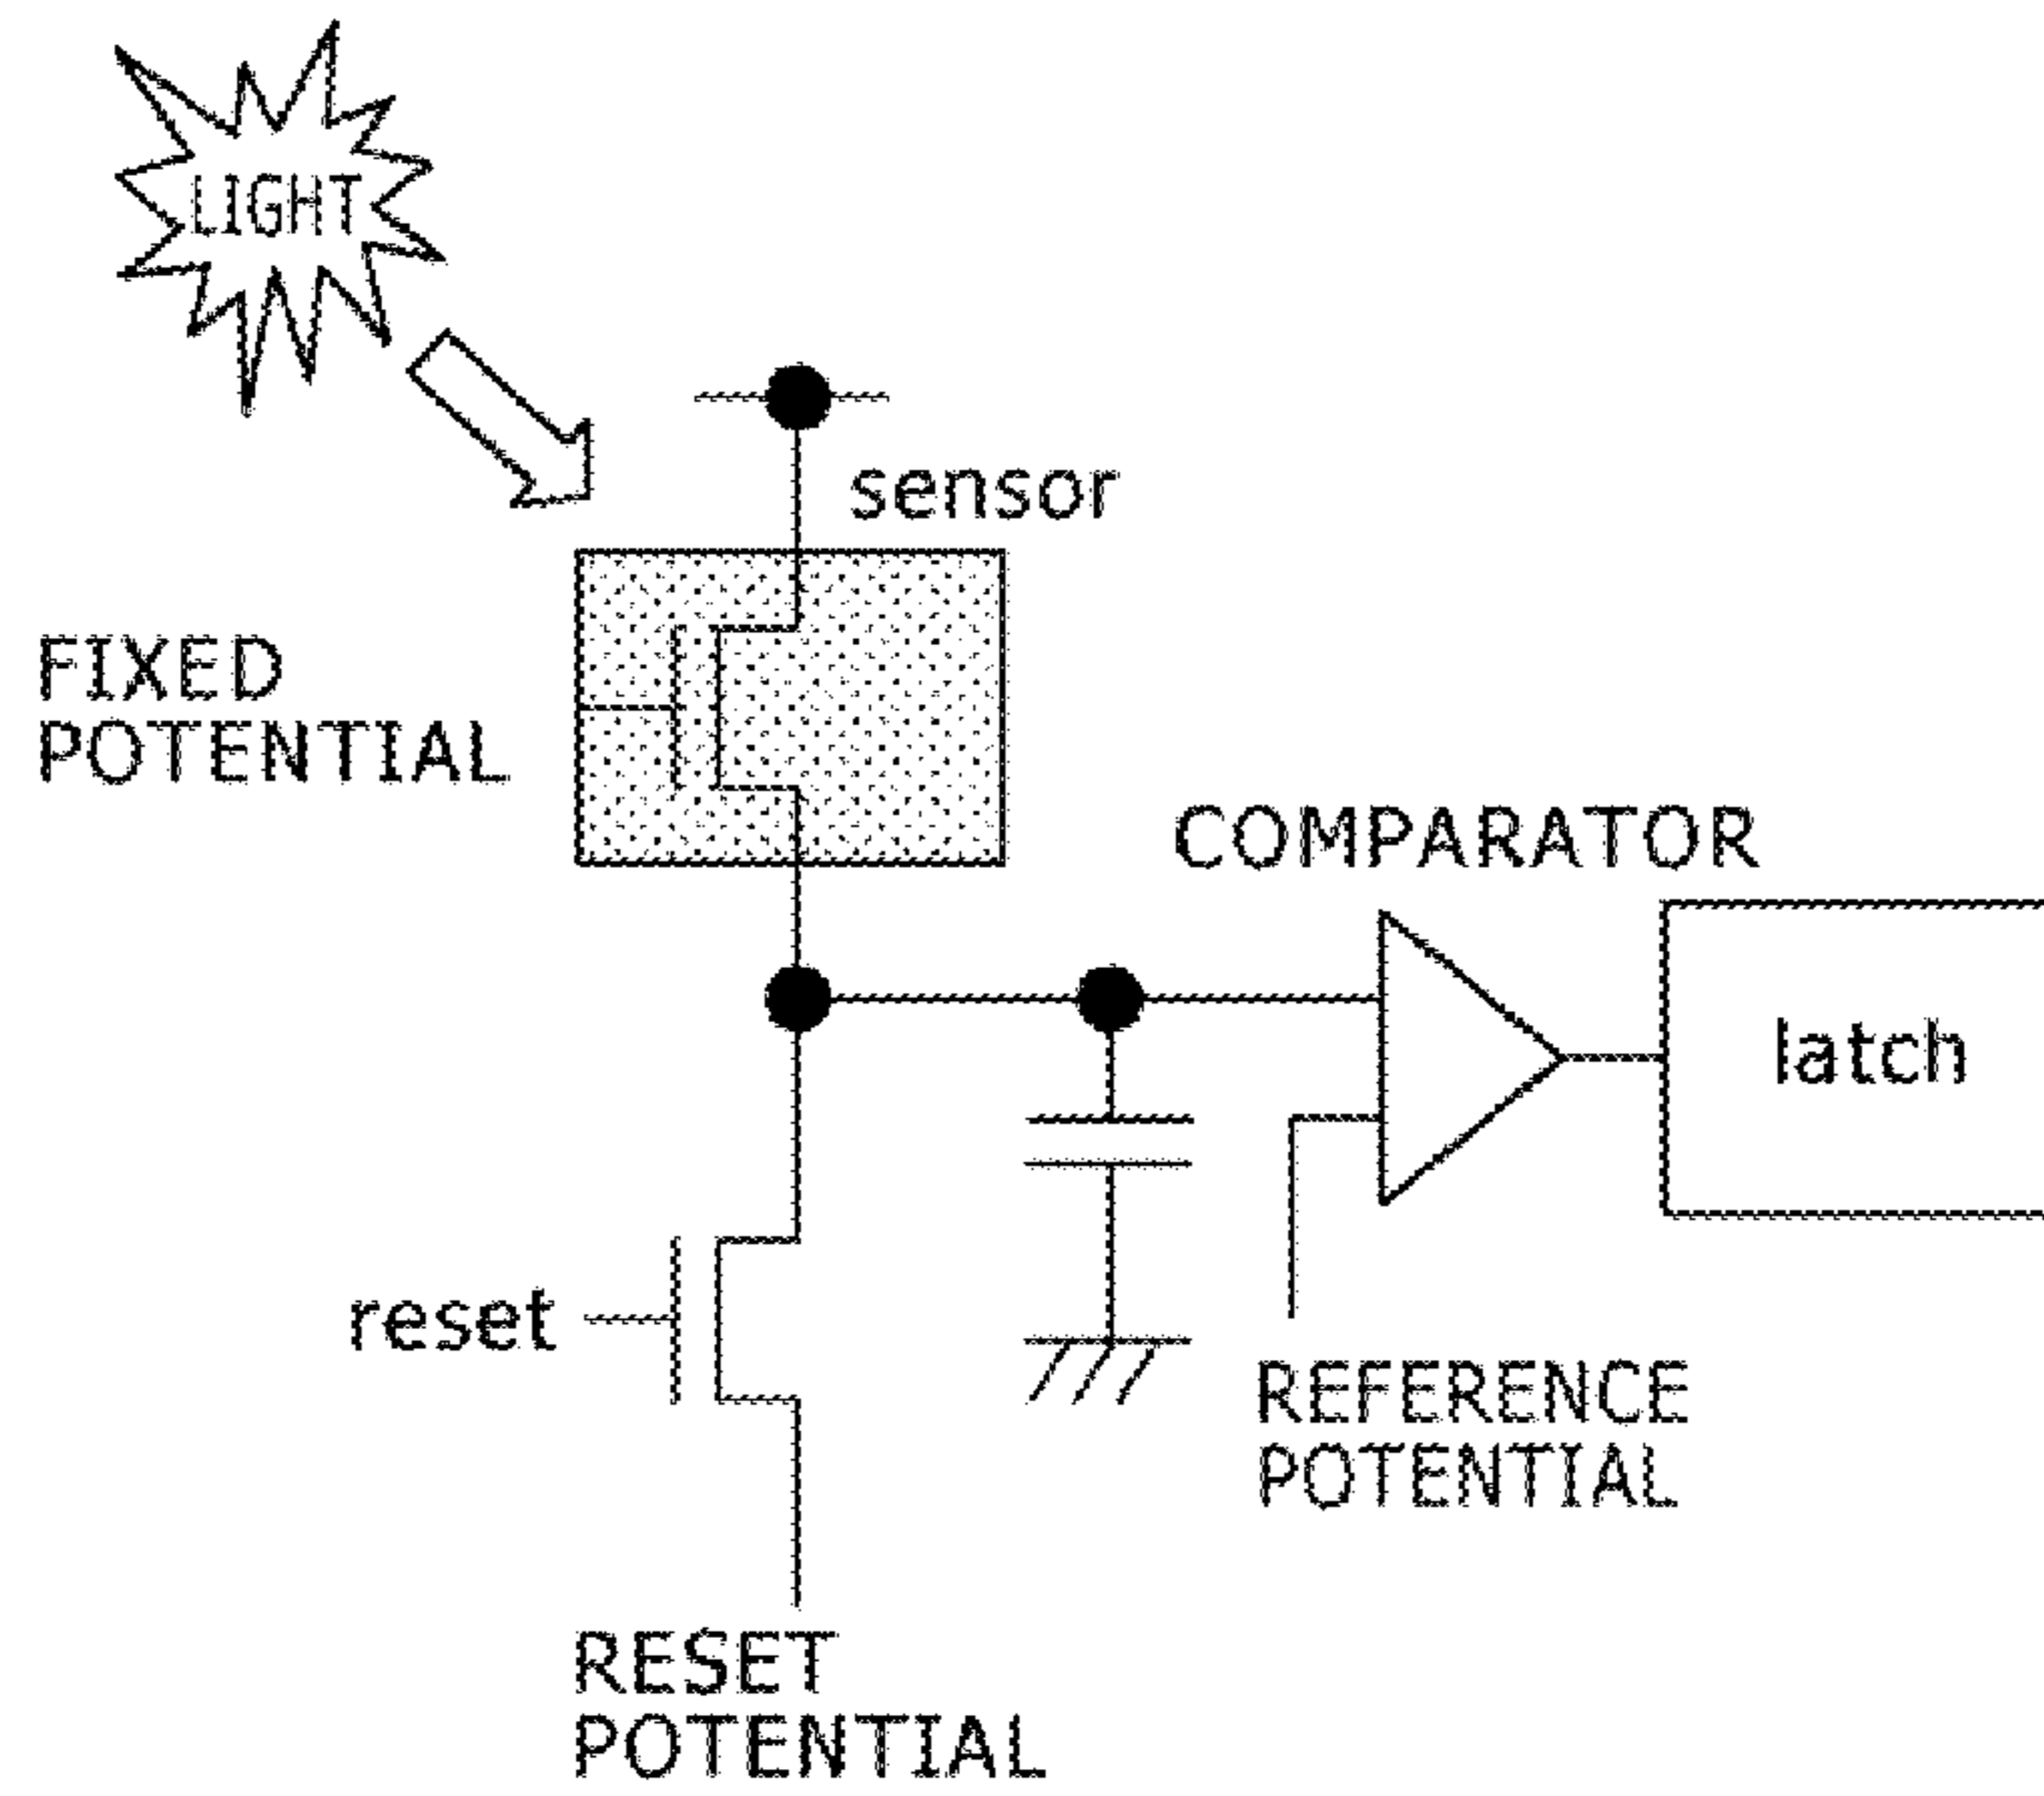 LIGHT
sensor
FIXED
POTENTIAL
COMPARATOR
latch
reset
REFERENCE
POTENTIAL
RESET
POTENTIAL